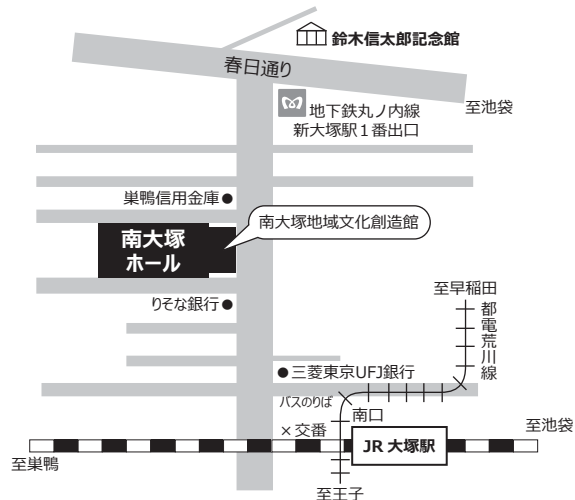 鈴木信太郎記念館
春日通り
至池袋
地下鉄丸ノ内線
新大塚駅1番出口
巣鴨信用金庫
南大塚地域文化創造館
南大塚
ホール
りそな銀行
至早稲田
都電荒川線
三菱東京UFJ銀行
バスのりば
南口
×交番
至池袋
JR 大塚駅
至巣鴨
至王子